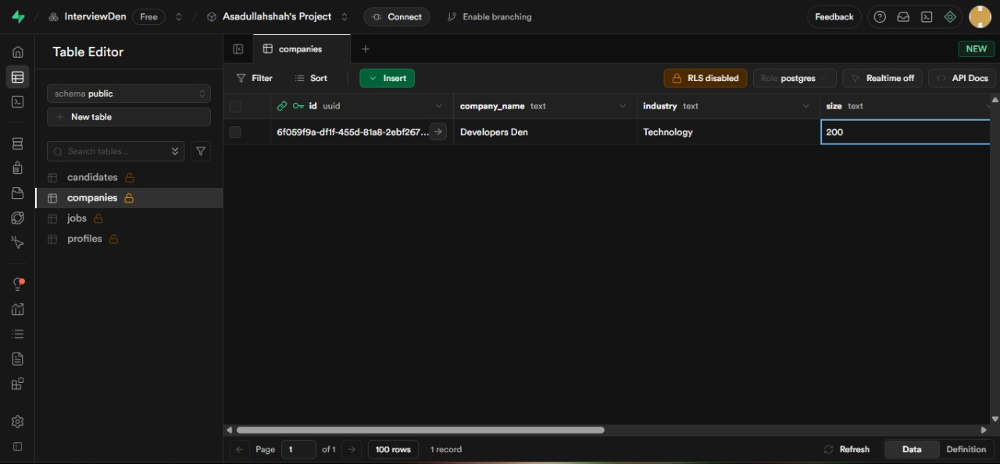 InterviewDen Free Asadullahshah's Project Connect Enable branching Feedback
Table Editor
companies
NEW
schema public
New table
Search tables...
candidates
companies
jobs
profiles
Filter Sort Insert RLS disabled Role postgres Realtime off API Docs
id uuid company_name text industry text size text
6f059f9a-df1f-455d-81a8-2ebf267... Developers Den Technology 200
Page 1 of 1 100 rows 1 record Refresh Data Definition